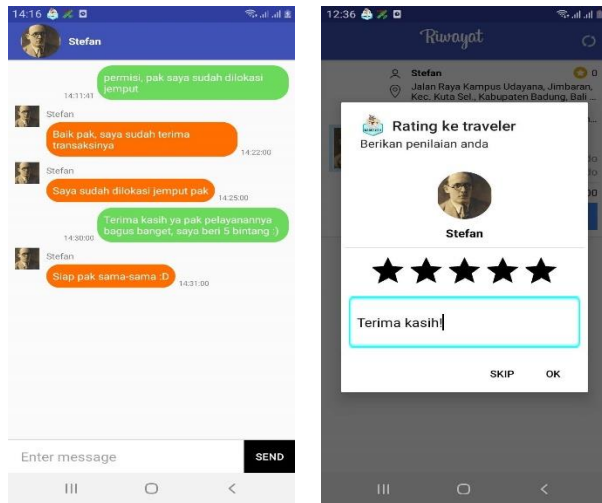 14:16
Stefan
permisi, pak saya sudah dilokasi
jemput
14:11:41
Stefan
Baik pak, saya sudah terima
transaksinya
14:22:00
Stefan
Saya sudah dilokasi jemput pak
14:25:00
Terima kasih ya pak pelayanannya
bagus banget, saya beri 5 bintang :)
14:30:00
Stefan
Siap pak sama-sama :D
14:31:00
Enter message
SEND
12:36
Riwayat
Stefan
0
Jalan Raya Kampus Udayana, Jimbaran,
Kec. Kuta Sel., Kabupaten Badung, Bali ...
Rating ke traveler
Berikan penilaian anda
Stefan
Terima kasih!
SKIP
OK